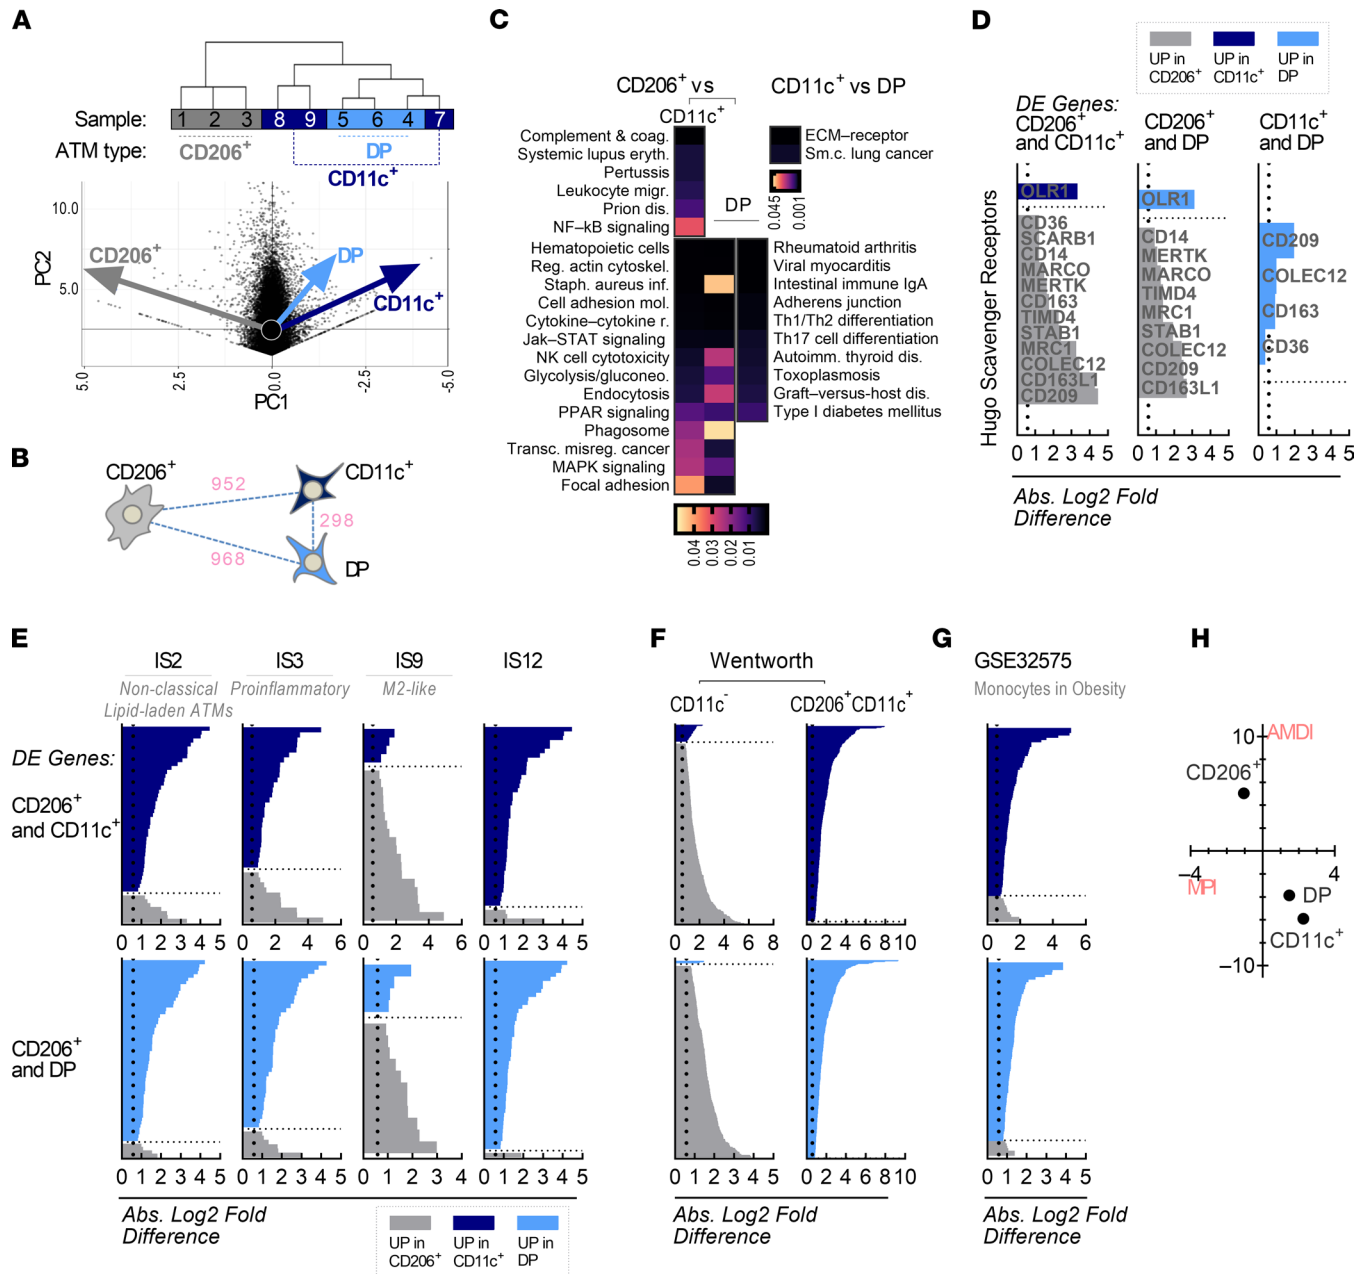 A
Sample:
1 2 3 8 9 5 6 4 7
ATM type:
CD206+
DP
CD11c+
PC2
10.0
5.0
CD206+
DP
CD11c+
5.0 2.5 0.0 -2.5 -5.0
PC1
B
CD206+
CD11c+
952
298
968
DP
C
CD206+ vs
CD11c+
CD11c+ vs DP
Complement & coag.
Systemic lupus eryth.
Pertussis
Leukocyte migr.
Prion dis.
NF–kB signaling
ECM–receptor
Sm.c. lung cancer
0.045
0.001
DP
Hematopoietic cells
Reg. actin cytoskel.
Staph. aureus inf.
Cell adhesion mol.
Cytokine–cytokine r.
Jak–STAT signaling
NK cell cytotoxicity
Glycolysis/gluconeo.
Endocytosis
PPAR signaling
Phagosome
Transc. misreg. cancer
MAPK signaling
Focal adhesion
Rheumatoid arthritis
Viral myocarditis
Intestinal immune IgA
Adherens junction
Th1/Th2 differentiation
Th17 cell differentiation
Autoimm. thyroid dis.
Toxoplasmosis
Graft–versus-host dis.
Type I diabetes mellitus
0.04
0.03
0.02
0.01
D
UP in
CD206+
UP in
CD11c+
UP in
DP
DE Genes:
CD206+
and CD11c+
CD206+
and DP
CD11c+
and DP
Hugo Scavenger Receptors
OLR1
CD36
SCARB1
CD14
MARCO
MERTK
CD163
TIMD4
STAB1
MRC1
COLEC12
CD163L1
CD209
OLR1
CD14
MERTK
MARCO
TIMD4
MRC1
STAB1
COLEC12
CD209
CD163L1
CD209
COLEC12
CD163
CD36
0 1 2 3 4 5
0 1 2 3 4 5
0 1 2 3 4 5
Abs. Log2 Fold
Difference
E
IS2
Non-classical
Lipid-laden ATMs
IS3
Proinflammatory
IS9
M2-like
IS12
DE Genes:
CD206+
and CD11c+
0 1 2 3 4 5
0 2 4 6
0 2 4 6
0 1 2 3 4 5
CD206+
and DP
0 1 2 3 4 5
0 1 2 3 4 5
0 1 2 3 4
0 1 2 3 4 5
Abs. Log2 Fold
Difference
UP in
CD206+
UP in
CD11c+
UP in
DP
F
Wentworth
CD11c-
CD206+CD11c+
0 2 4 6 8
0 2 4 6 8 10
0 1 2 3 4 5
0 2 4 6 8 10
Abs. Log2 Fold
Difference
G
GSE32575
Monocytes in Obesity
0 2 4 6
0 1 2 3 4 5
Abs. Log2 Fold
Difference
H
10
AMDI
CD206+
–4
4
MPI
DP
CD11c+
–10